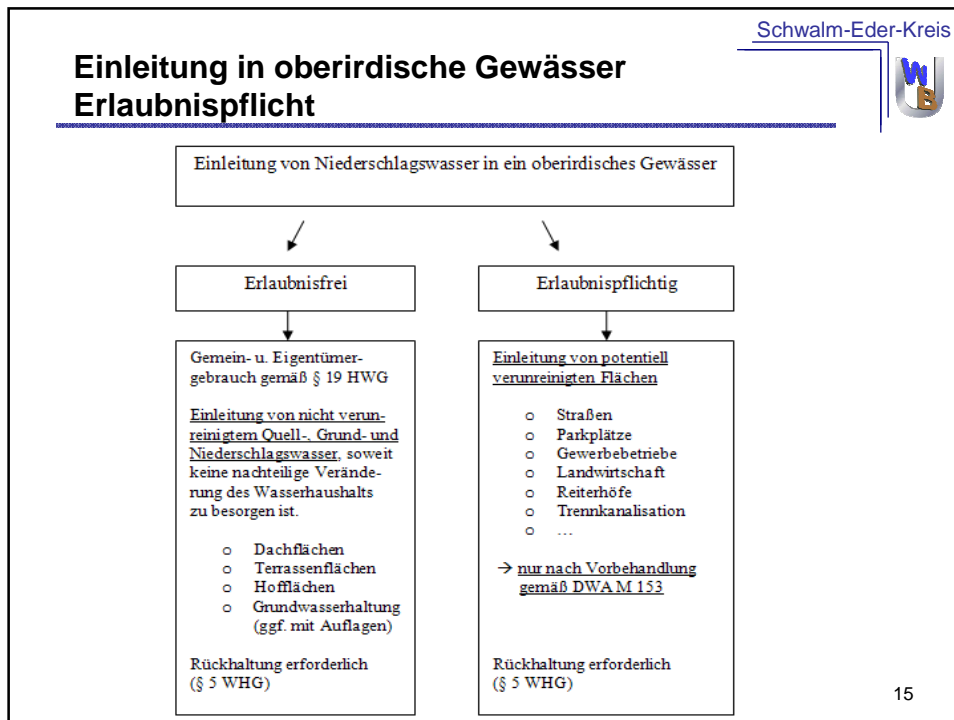 Schwalm-Eder-Kreis
Einleitung in oberirdische Gewässer
Erlaubnispflicht
W
B
Einleitung von Niederschlagswasser in ein oberirdisches Gewässer
Erlaubnisfrei
Gemein- u. Eigentümer-
gebrauch gemäß § 19 HWG
Einleitung von nicht verun-
reinigtem Quell-, Grund- und
Niederschlagswasser, soweit
keine nachteilige Verände-
rung des Wasserhaushalts
zu besorgen ist.
o Dachflächen
o Terrassenflächen
o Hofflächen
o Grundwasserhaltung
(ggf. mit Auflagen)
Rückhaltung erforderlich
(§ 5 WHG)
Erlaubnispflichtig
Einleitung von potentiell
verunreinigten Flächen
o Straßen
o Parkplätze
o Gewerbebetriebe
o Landwirtschaft
o Reiterhöfe
o Trennkanalisation
o …
→ nur nach Vorbehandlung
gemäß DWA M 153
Rückhaltung erforderlich
(§ 5 WHG)
15